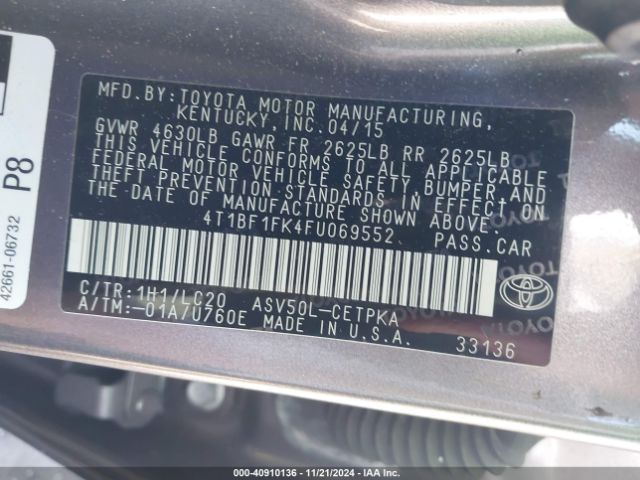 MFD. BY: TOYOTA MOTOR MANUFACTURING,
KENTUCKY, INC. 04/15
GVWR 4630LB GAWR FR 2625LB RR 2625LB
THIS VEHICLE CONFORMS TO ALL APPLICABLE
FEDERAL MOTOR VEHICLE SAFETY, BUMPER, AND
THEFT PREVENTION STANDARDS IN EFFECT ON
THE DATE OF MANUFACTURE SHOWN ABOVE.
4T1BF1FK4FU069552 PASS.CAR
C/TR: 1H1/LC20 ASV50L-CETPKA
A/TM: -01A/U760E MADE IN U.S.A.
33136
P8
42661-06732
000-40910136 - 11/21/2024 - IAA Inc.